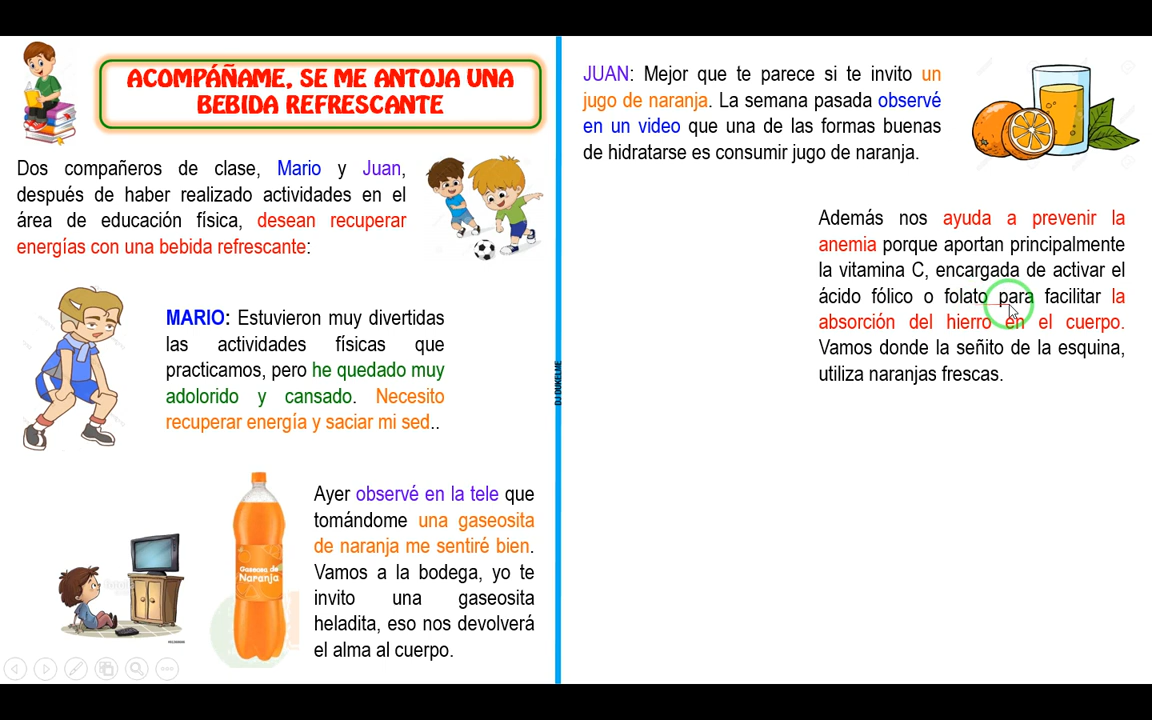 ACOMPÁÑAME, SE ME ANTOJA UNA
BEBIDA REFRESCANTE
Dos compañeros de clase, Mario y Juan,
después de haber realizado actividades en el
área de educación física, desean recuperar
energías con una bebida refrescante:
MARIO: Estuvieron muy divertidas
las actividades físicas que
practicamos, pero he quedado muy
adolorido y cansado. Necesito
recuperar energía y saciar mi sed..
Gaseosa de
Naranja
Ayer observé en la tele que
tomándome una gaseosita
de naranja me sentiré bien.
Vamos a la bodega, yo te
invito una gaseosita
heladita, eso nos devolverá
el alma al cuerpo.
DJ DUKELME
JUAN: Mejor que te parece si te invito un
jugo de naranja. La semana pasada observé
en un video que una de las formas buenas
de hidratarse es consumir jugo de naranja.
Además nos ayuda a prevenir la
anemia porque aportan principalmente
la vitamina C, encargada de activar el
ácido fólico o folato para facilitar la
absorción del hierro en el cuerpo.
Vamos donde la señito de la esquina,
utiliza naranjas frescas.